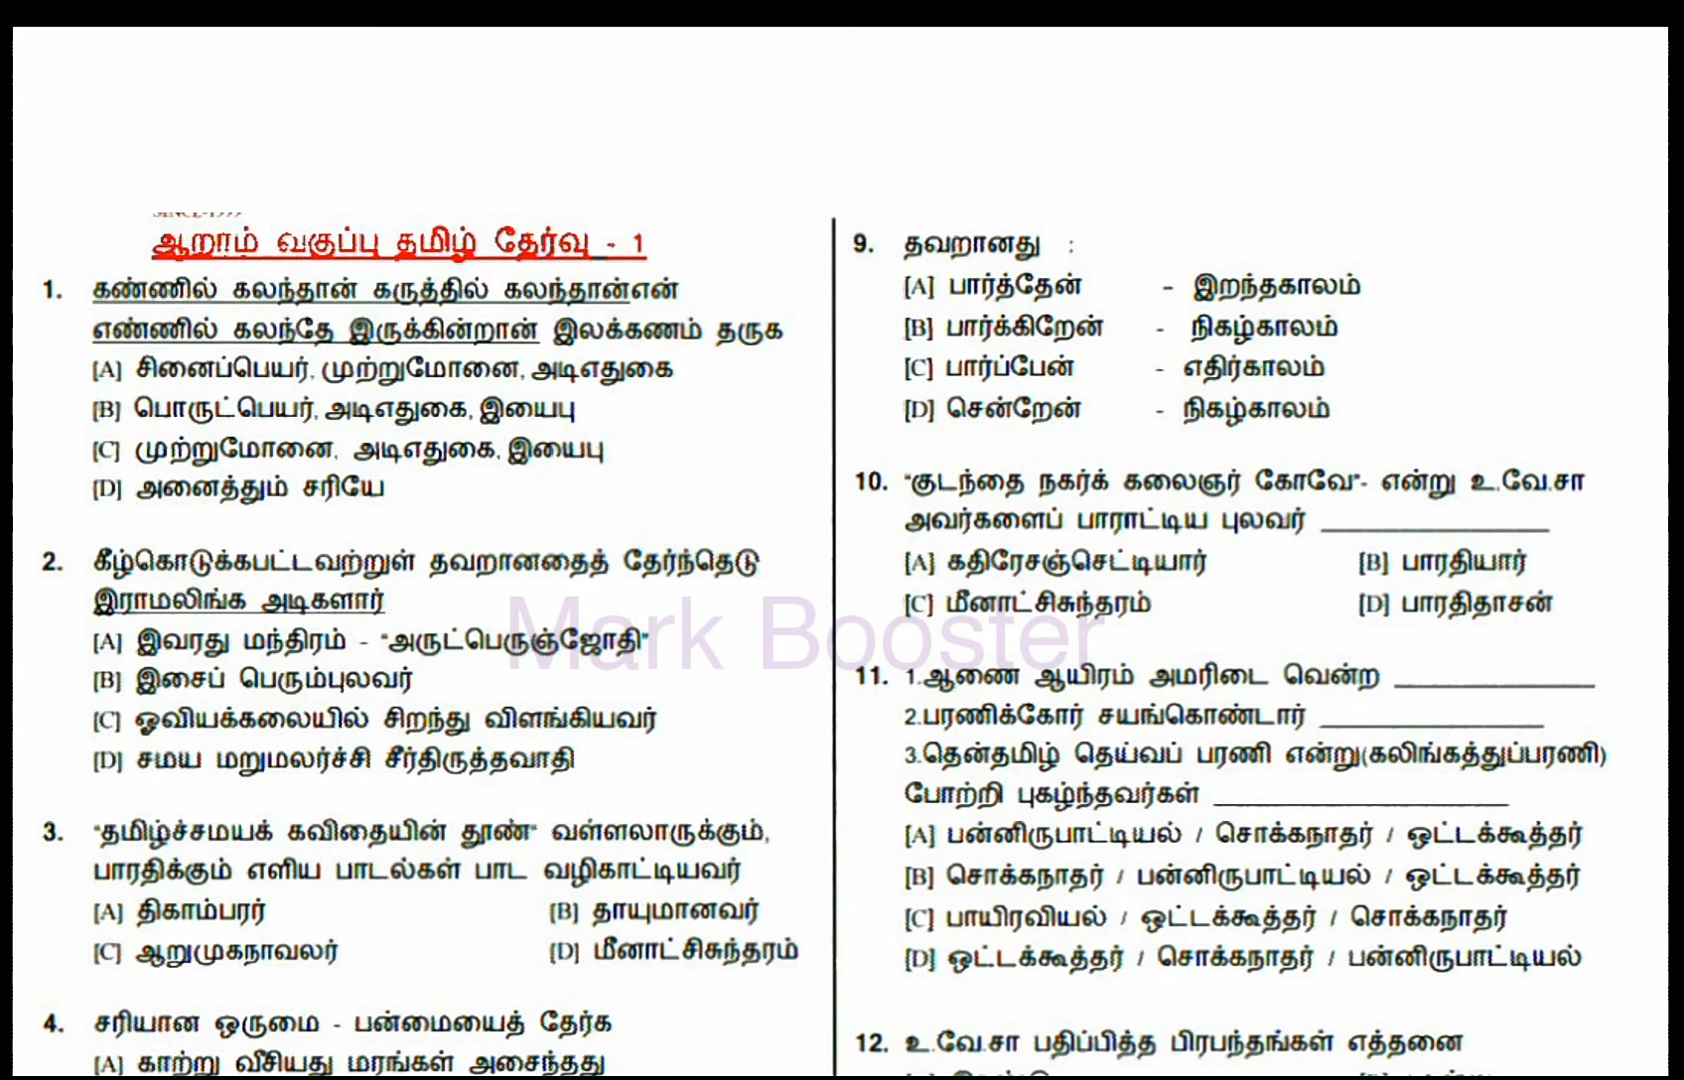 ஆறாம் வகுப்பு தமிழ் தேர்வு - 1
1. கண்ணில் கலந்தான் கருத்தில் கலந்தான்என்
எண்ணில் கலந்தே இருக்கின்றான் இலக்கணம் தருக
[A] சினைப்பெயர், முற்றுமோனை, அடிஎதுகை
[B] பொருட்பெயர், அடிஎதுகை, இயைபு
[C] முற்றுமோனை, அடிஎதுகை, இயைபு
[D] அனைத்தும் சரியே
2. கீழ்கொடுக்கபட்டவற்றுள் தவறானதைத் தேர்ந்தெடு
இராமலிங்க அடிகளார்
[A] இவரது மந்திரம் - "அருட்பெருஞ்ஜோதி"
[B] இசைப் பெரும்புலவர்
[C] ஓவியக்கலையில் சிறந்து விளங்கியவர்
[D] சமய மறுமலர்ச்சி சீர்திருத்தவாதி
3. "தமிழ்ச்சமயக் கவிதையின் தூண்" வள்ளலாருக்கும்,
பாரதிக்கும் எளிய பாடல்கள் பாட வழிகாட்டியவர்
[A] திகாம்பரர் [B] தாயுமானவர்
[C] ஆறுமுகநாவலர் [D] மீனாட்சிசுந்தரம்
4. சரியான ஒருமை - பன்மையைத் தேர்க
[A] காற்று வீசியது மரங்கள் அசைந்தது
9. தவறானது :
[A] பார்த்தேன் - இறந்தகாலம்
[B] பார்க்கிறேன் - நிகழ்காலம்
[C] பார்ப்பேன் - எதிர்காலம்
[D] சென்றேன் - நிகழ்காலம்
10. "குடந்தை நகர்க் கலைஞர் கோவே"- என்று உ.வே.சா
அவர்களைப் பாராட்டிய புலவர் ____________
[A] கதிரேசஞ்செட்டியார் [B] பாரதியார்
[C] மீனாட்சிசுந்தரம் [D] பாரதிதாசன்
11. 1.ஆணை ஆயிரம் அமரிடை வென்ற ____________
2.பரணிக்கோர் சயங்கொண்டார் ____________
3.தென்தமிழ் தெய்வப் பரணி என்று(கலிங்கத்துப்பரணி)
போற்றி புகழ்ந்தவர்கள் ____________
[A] பன்னிருபாட்டியல் / சொக்கநாதர் / ஒட்டக்கூத்தர்
[B] சொக்கநாதர் / பன்னிருபாட்டியல் / ஒட்டக்கூத்தர்
[C] பாயிரவியல் / ஒட்டக்கூத்தர் / சொக்கநாதர்
[D] ஒட்டக்கூத்தர் / சொக்கநாதர் / பன்னிருபாட்டியல்
12. உ.வே.சா பதிப்பித்த பிரபந்தங்கள் எத்தனை
Mark Booster